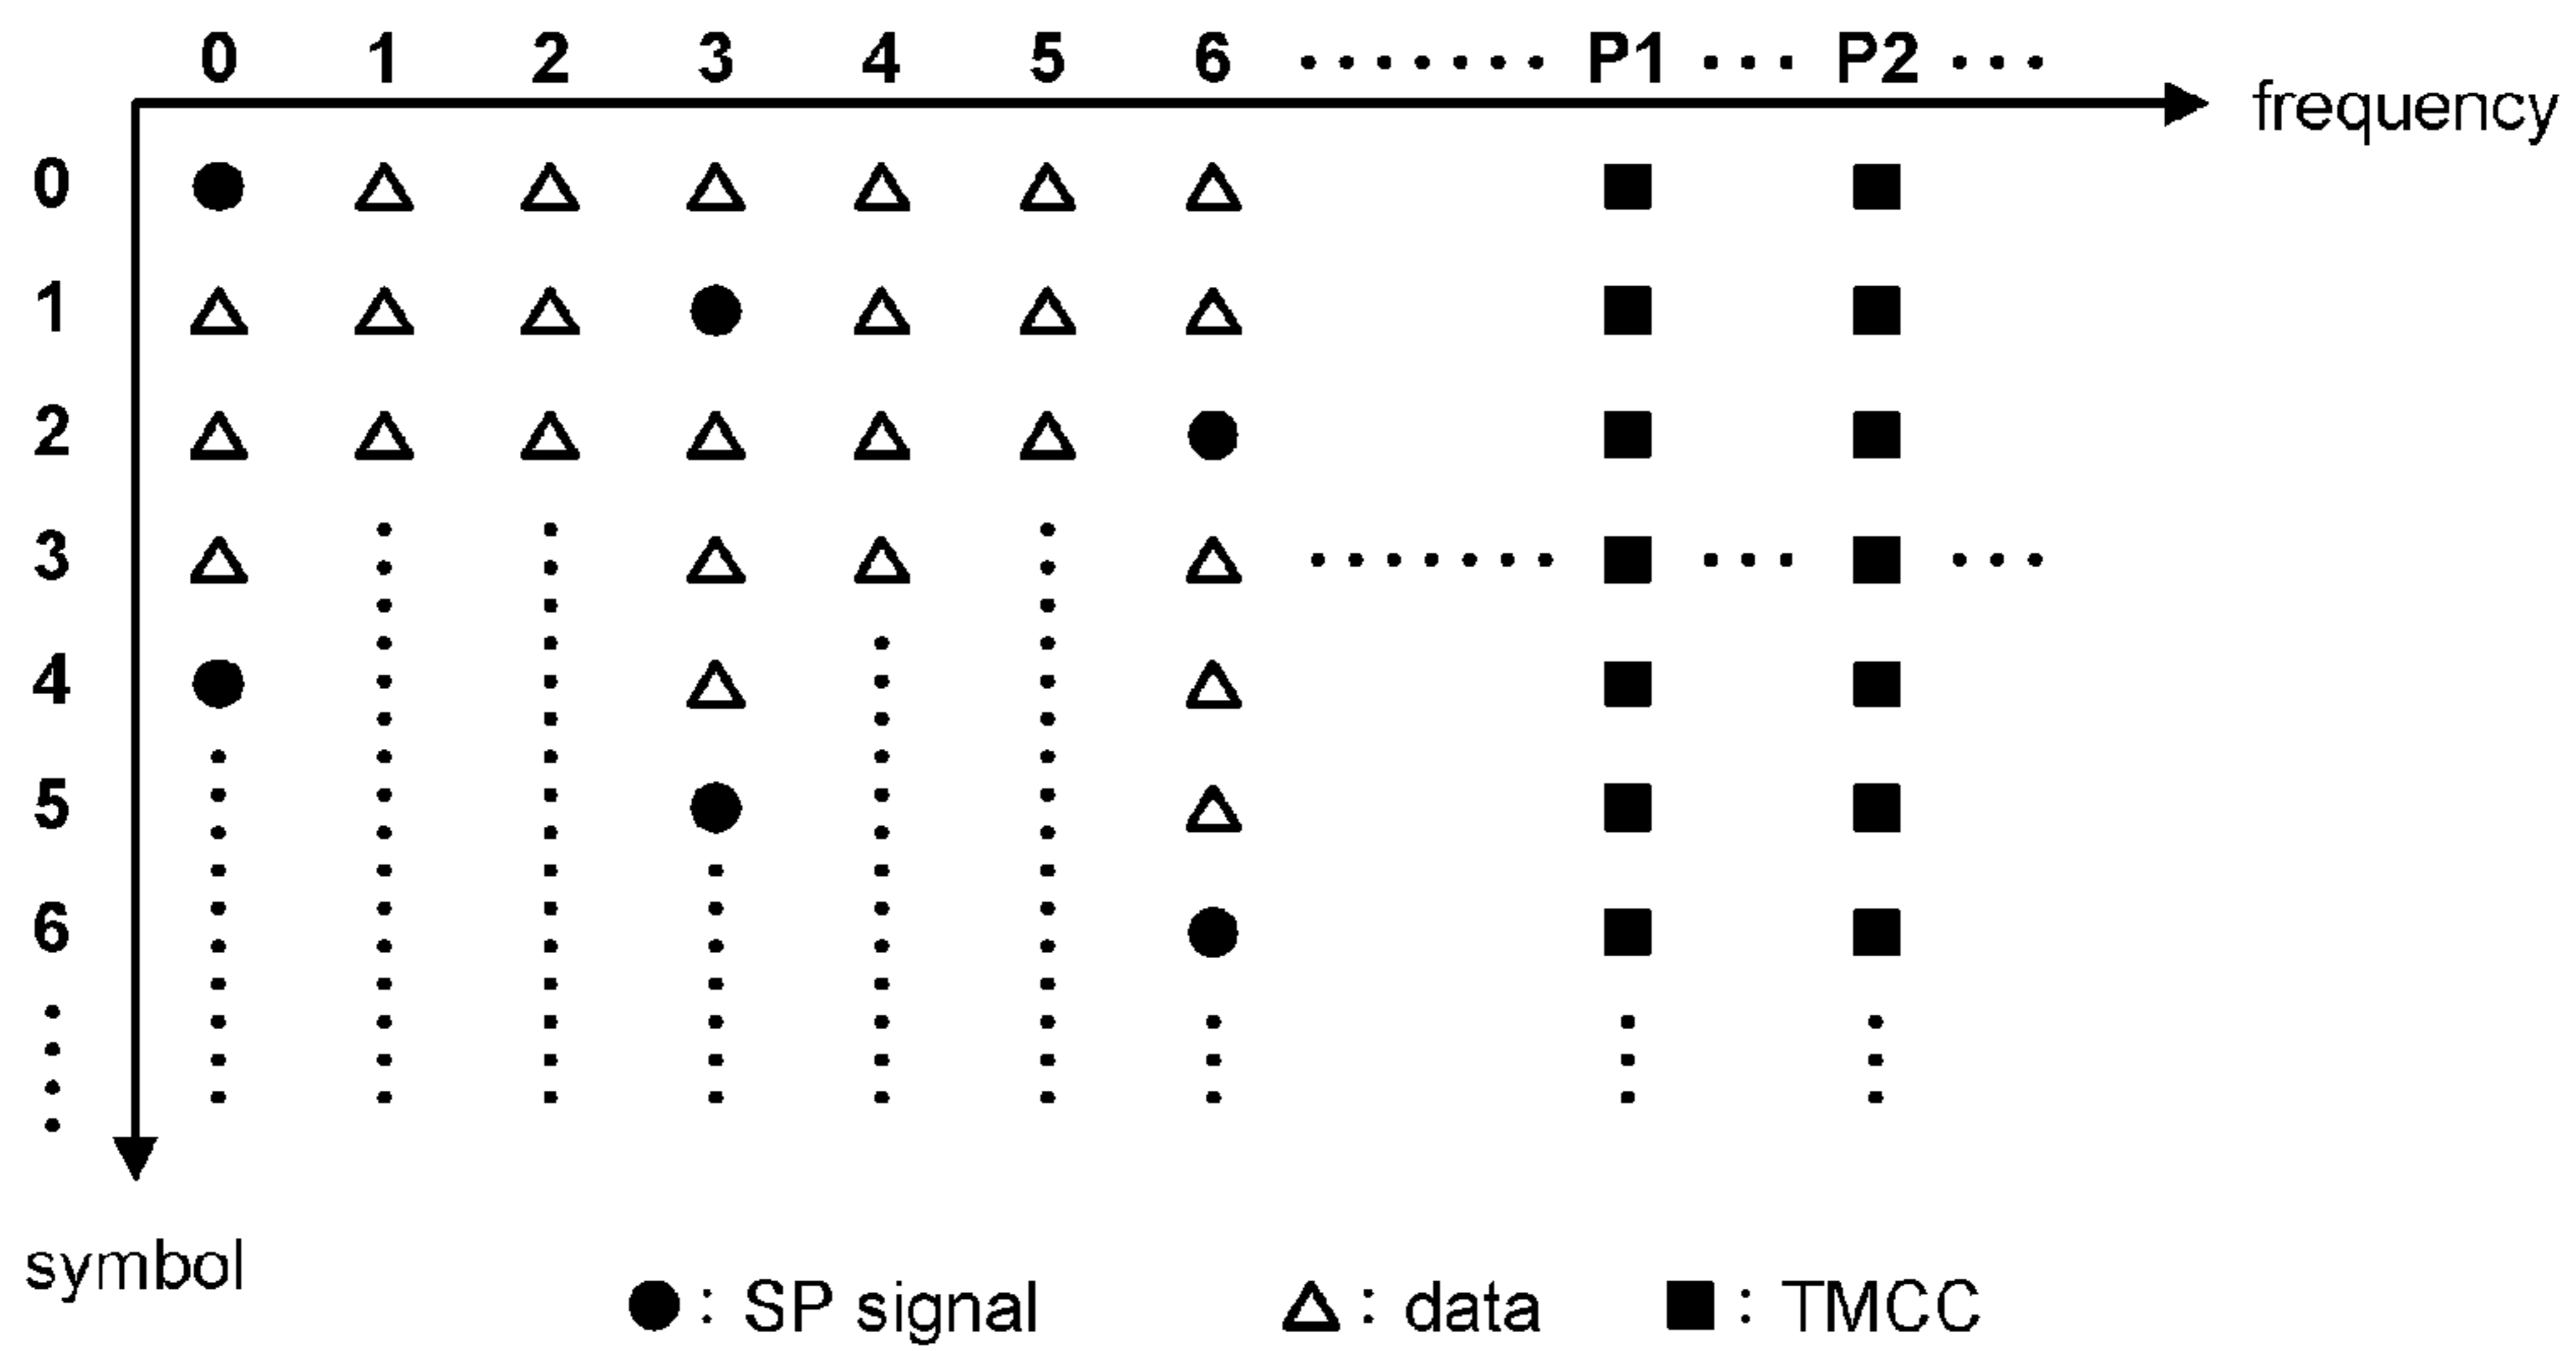 0 1 2 3 4 5 6 ······· P1 ··· P2 ···
frequency
0
1
2
3
4
5
6
symbol
: SP signal : data : TMCC